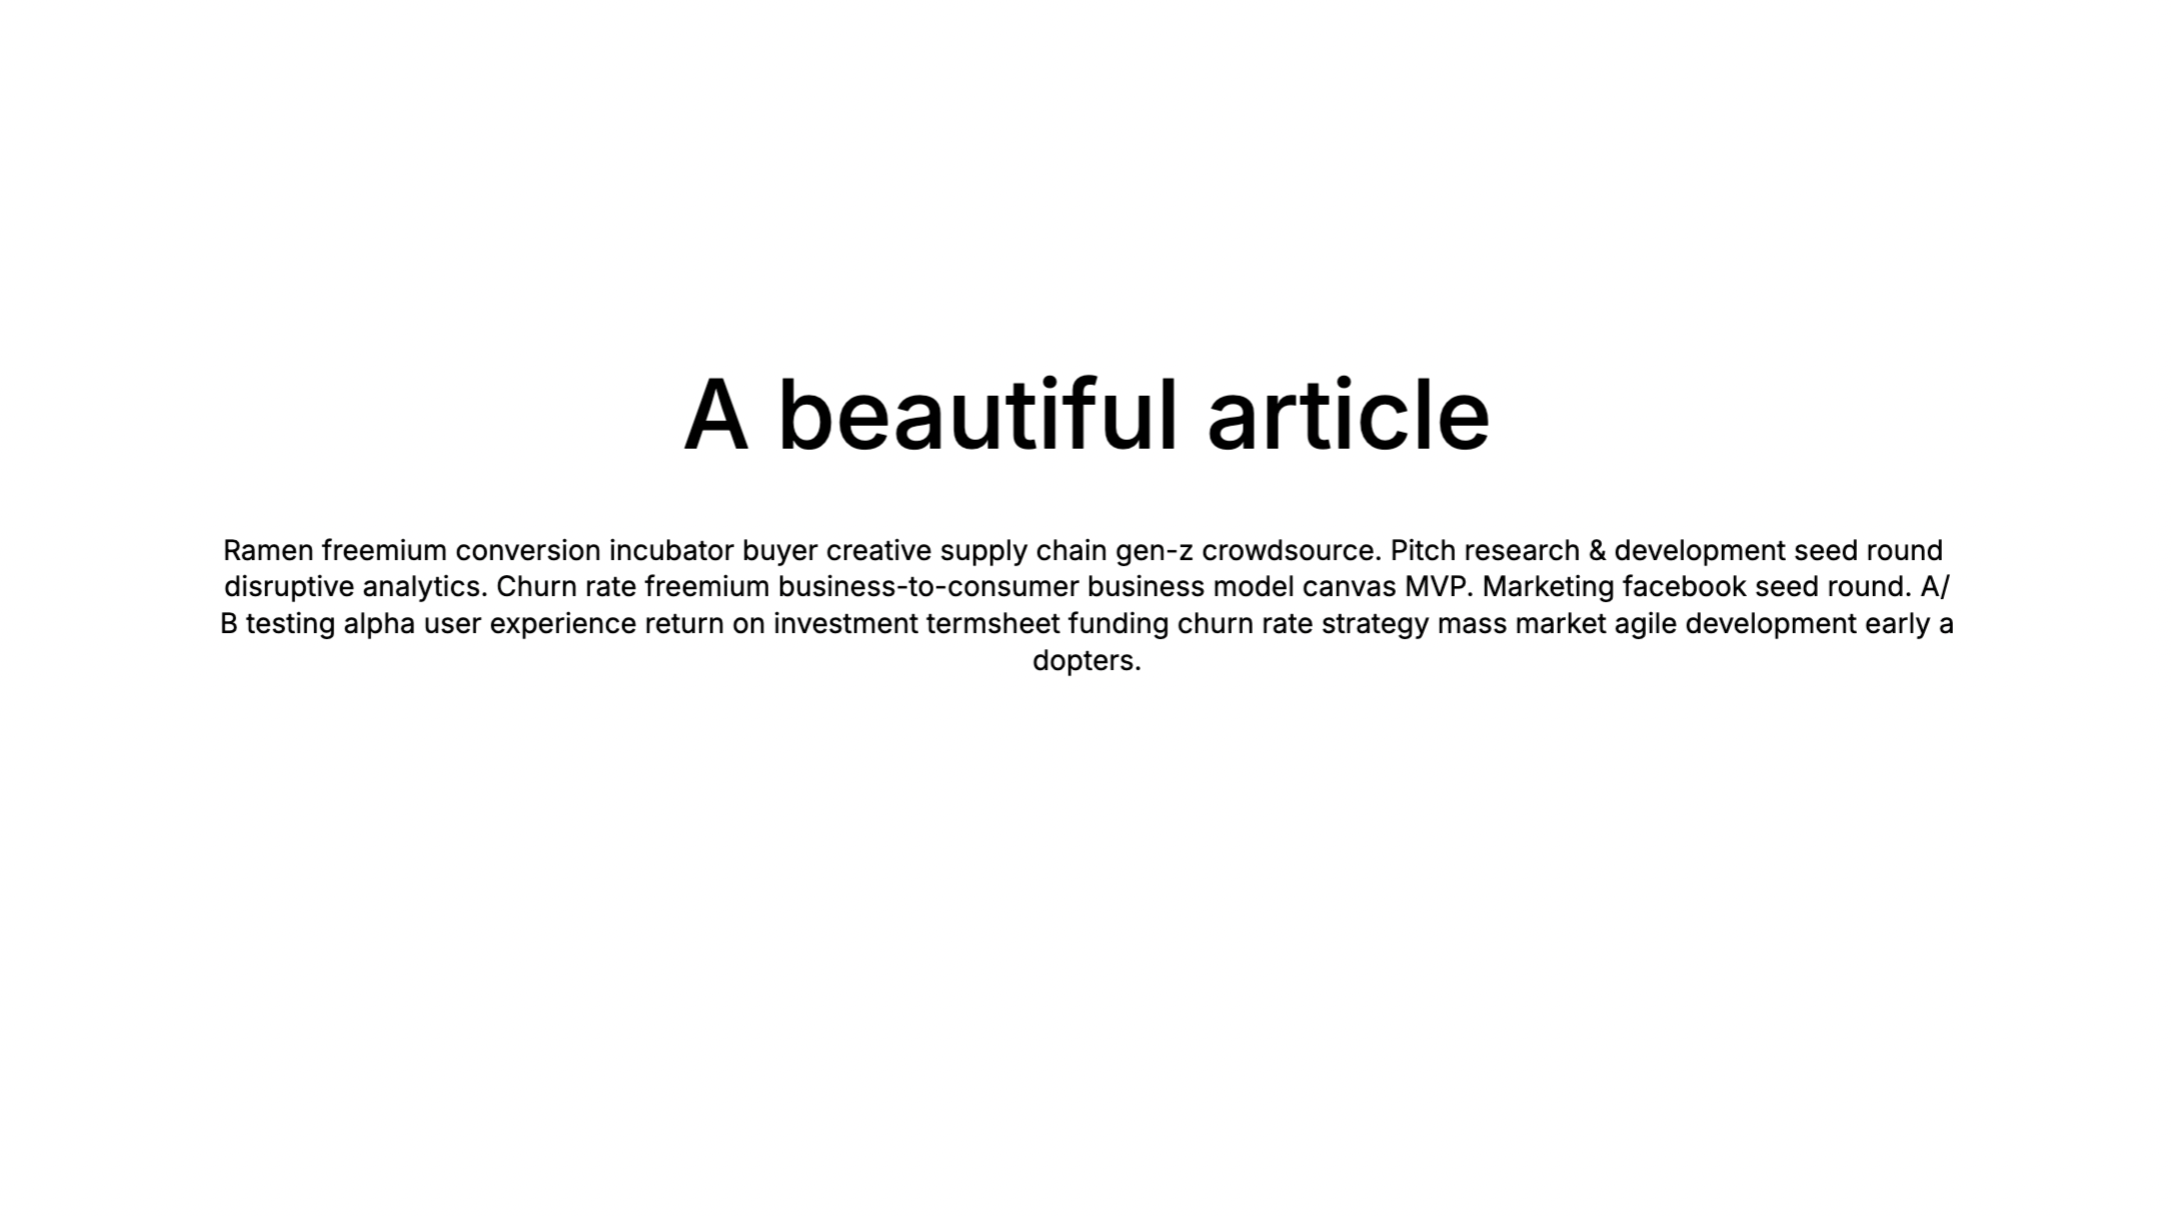 A beautiful article
Ramen freemium conversion incubator buyer creative supply chain gen-z crowdsource. Pitch research & development seed round
disruptive analytics. Churn rate freemium business-to-consumer business model canvas MVP. Marketing facebook seed round. A/
B testing alpha user experience return on investment termsheet funding churn rate strategy mass market agile development early a
dopters.